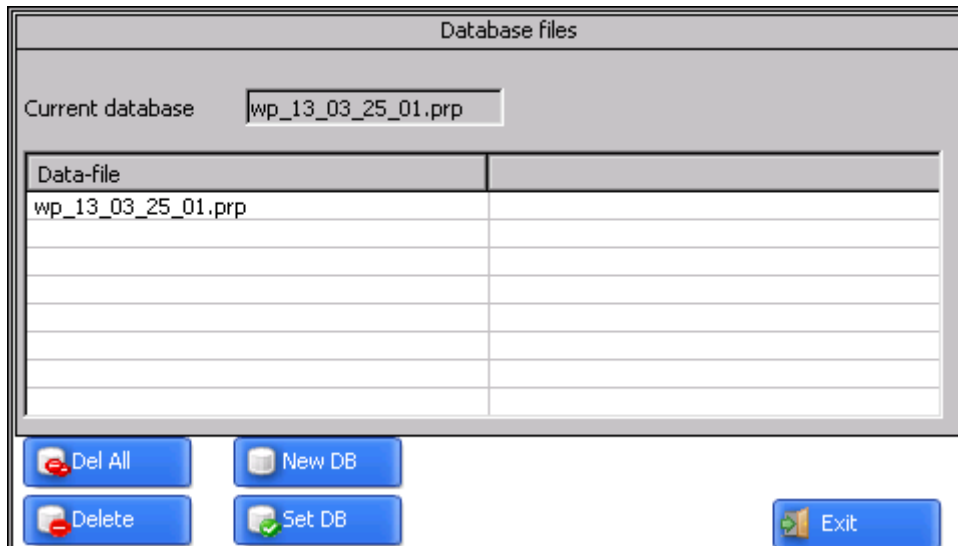 Database files
Current database wp_13_03_25_01.prp
Data-file
wp_13_03_25_01.prp
Del All New DB
Delete Set DB Exit